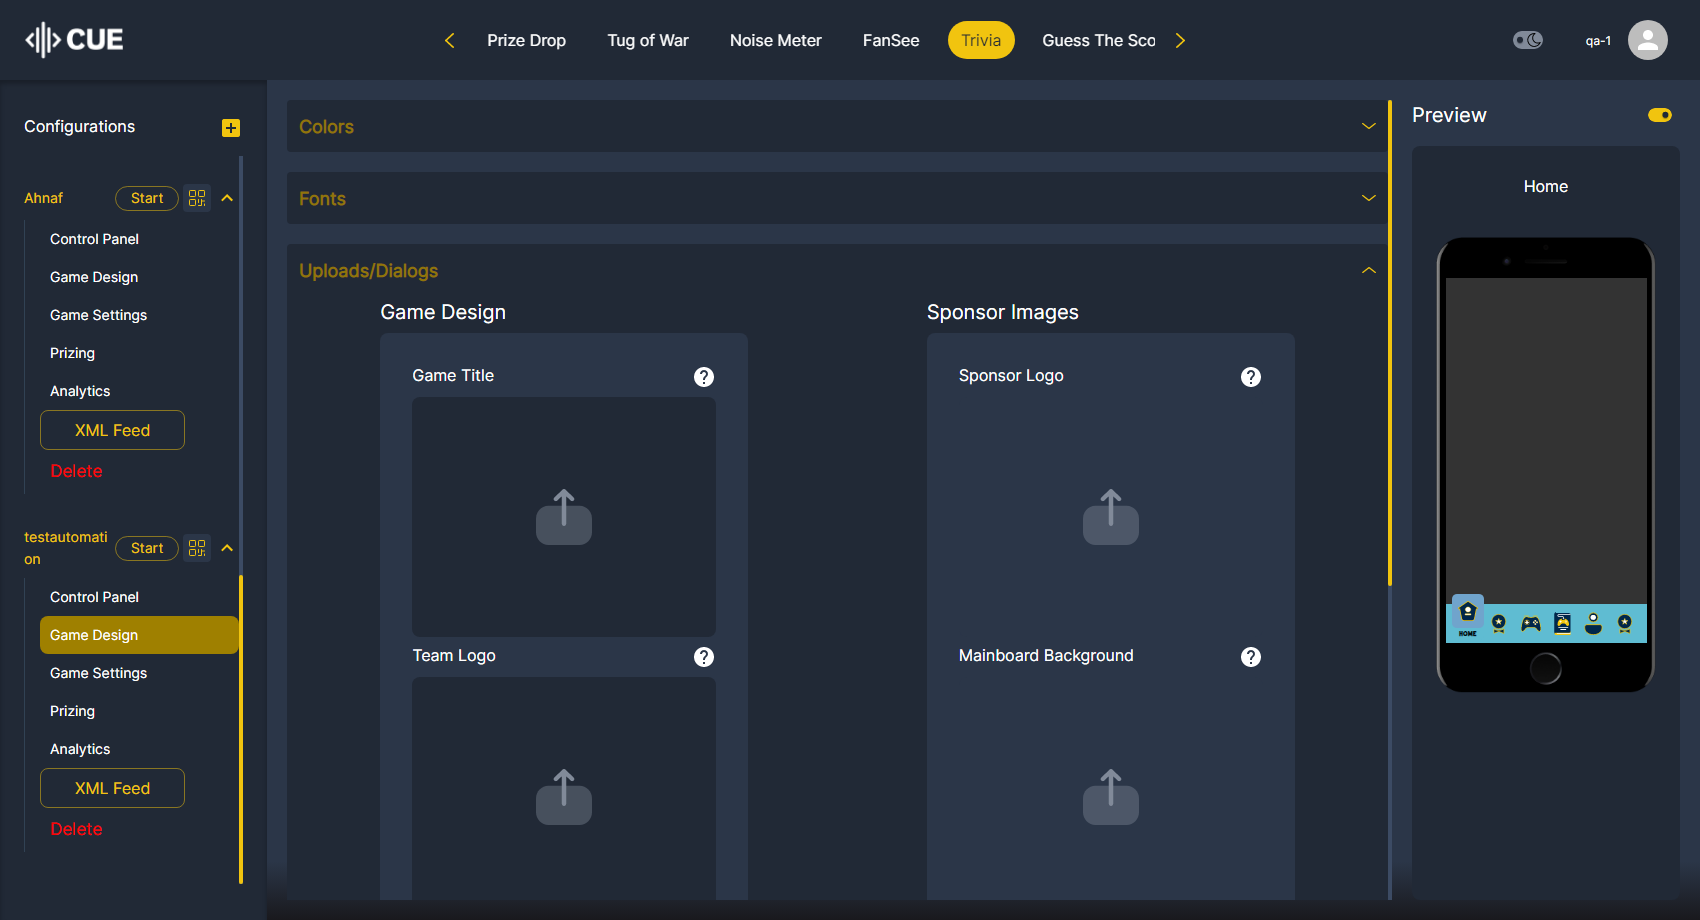 CUE
Prize Drop
Tug of War
Noise Meter
FanSee
Trivia
Guess The Sco
qa-1
Configurations
Ahnaf
Start
Control Panel
Game Design
Game Settings
Prizing
Analytics
XML Feed
Delete
testautomati
on
Start
Control Panel
Game Design
Game Settings
Prizing
Analytics
XML Feed
Delete
Colors
Fonts
Uploads/Dialogs
Game Design
Game Title
Team Logo
Sponsor Images
Sponsor Logo
Mainboard Background
Preview
Home
HOME